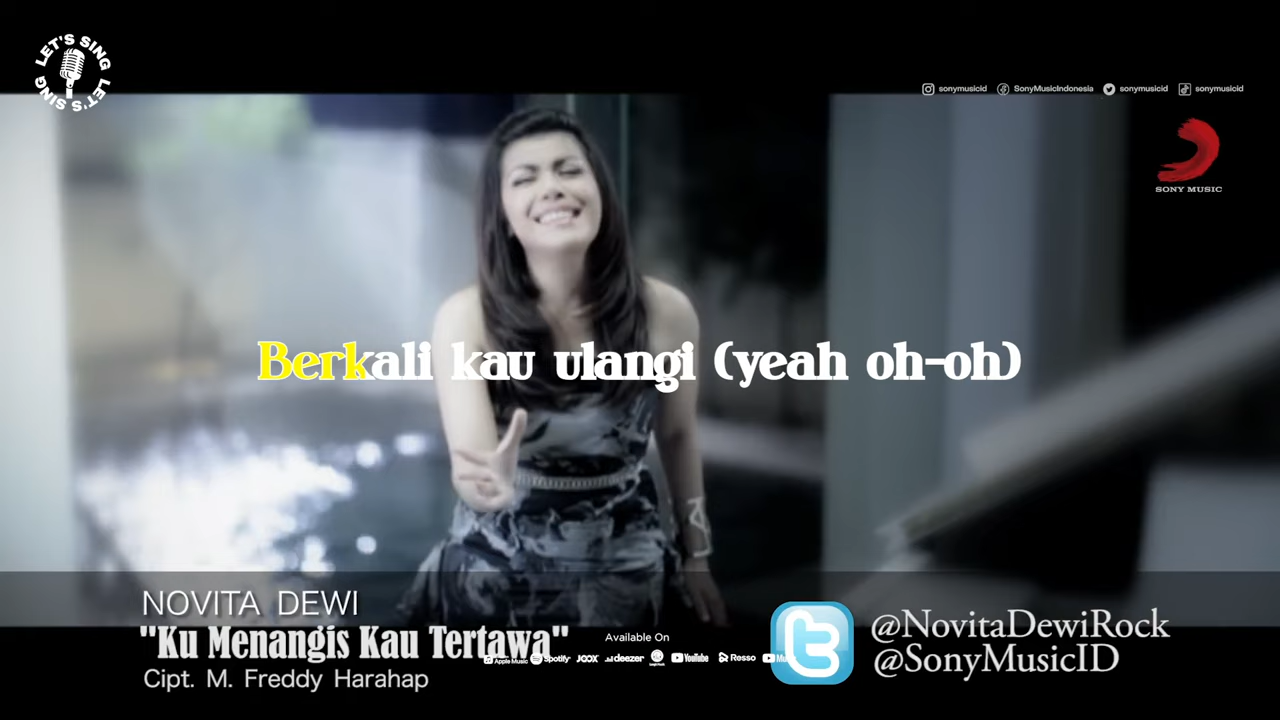 LET'S SING LET'S SING
sonymusicid SonyMusicIndonesia sonymusicid sonymusicid
SONY MUSIC
Berkali kau ulangi (yeah oh-oh)
NOVITA DEWI
"Ku Menangis Kau Tertawa"
Cipt. M. Freddy Harahap
Available On
Apple Music Spotify JOOX deezer YouTube Resso
@NovitaDewiRock
@SonyMusicID